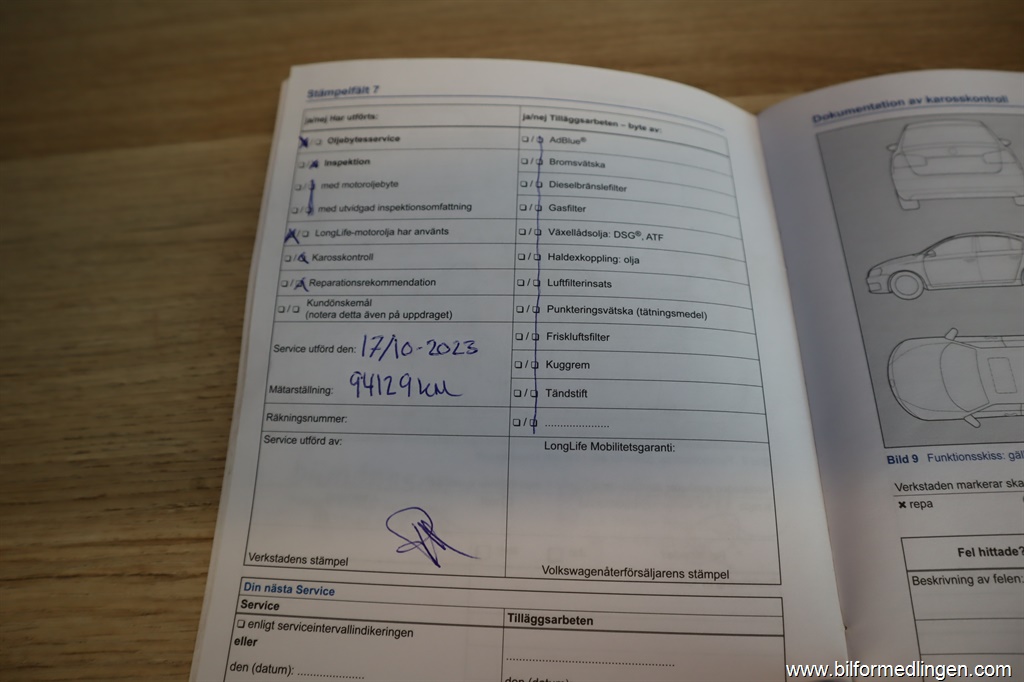 Stämpelfält 7
ja/nej Har utförts:
Oljebytesservice
Inspektion
med motoroljebyte
med utvidgad inspektionsomfattning
LongLife-motorolja har använts
Karosskontroll
Reparationsrekommendation
Kundönskemål
(notera detta även på uppdraget)
Service utförd den: 17/10-2023
Mätarställning: 94129 km
Räkningsnummer:
Service utförd av:
Verkstadens stämpel
ja/nej Tilläggsarbeten – byte av:
AdBlue®
Bromsvätska
Dieselbränslefilter
Gasfilter
Växellådsolja: DSG®, ATF
Haldexkoppling: olja
Luftfilterinsats
Punkteringsvätska (tätningsmedel)
Friskluftsfilter
Kuggrem
Tändstift
.....................
LongLife Mobilitetsgaranti:
Volkswagenåterförsäljarens stämpel
Din nästa Service
Service
enligt serviceintervallindikeringen
eller
den (datum): .....................
Tilläggsarbeten
den (datum):
Dokumentation av karosskontroll
Bild 9 Funktionsskiss:
Verkstaden markerar
repa
Fel hittade?
Beskrivning av felen:
www.bilformedlingen.com